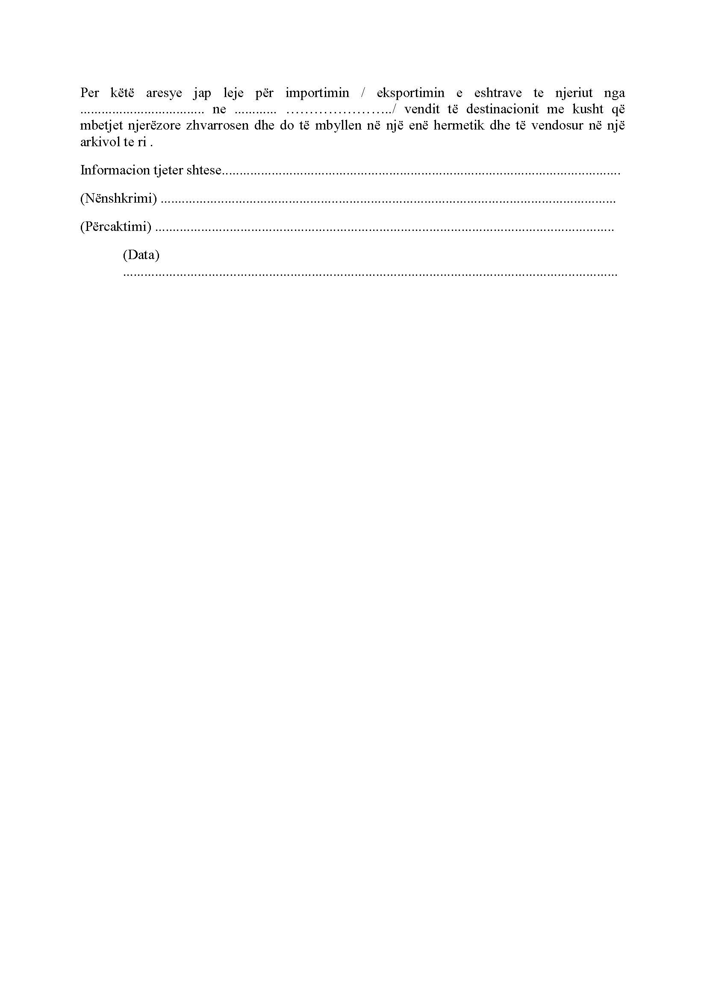 Per këtë aresye jap leje për importimin / eksportimin e eshtrave te njeriut nga
................................... ne ............ …………………../ vendit të destinacionit me kusht që
mbetjet njerëzore zhvarrosen dhe do të mbyllen në një enë hermetik dhe të vendosur në një
arkivol te ri .
Informacion tjeter shtese................................................................................................................
(Nënshkrimi) ................................................................................................................................
(Përcaktimi) .................................................................................................................................
(Data)
...........................................................................................................................................